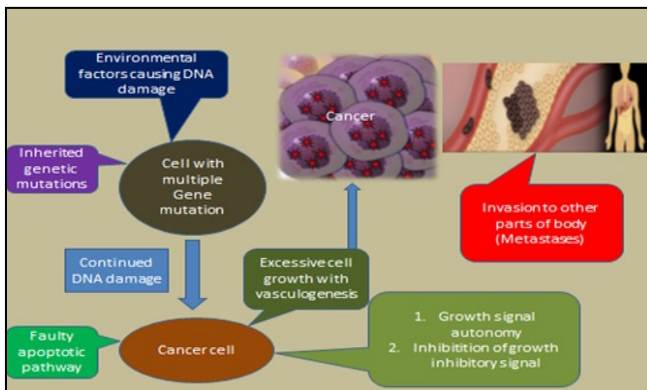 Environmental
factors causing DNA
damage
Cancer
Inherited
genetic
mutations
Cell with
multiple
Gene
mutation
Invasion to other
parts of body
(Metastases)
Continued
DNA damage
Excessive cell
growth with
vasculogenesis
Faulty
apoptotic
pathway
Cancer cell
1. Growth signal
autonomy
2. Inhibitition of growth
inhibitory signal